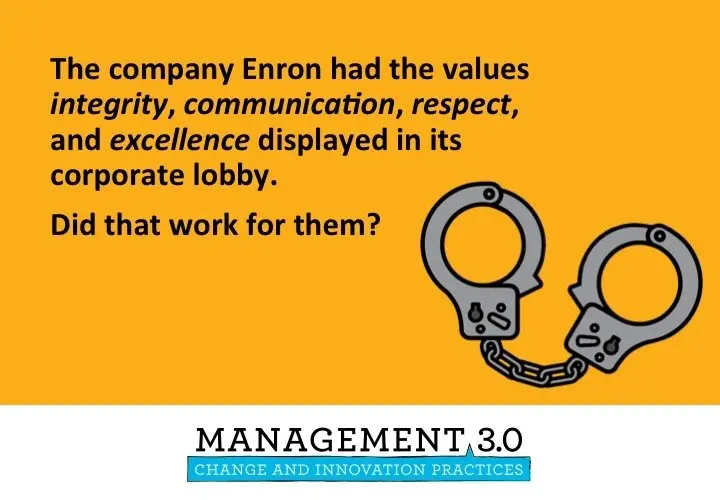 The company Enron had the values
integrity, communication, respect,
and excellence displayed in its
corporate lobby.
Did that work for them?
MANAGEMENT 3.0
CHANGE AND INNOVATION PRACTICES